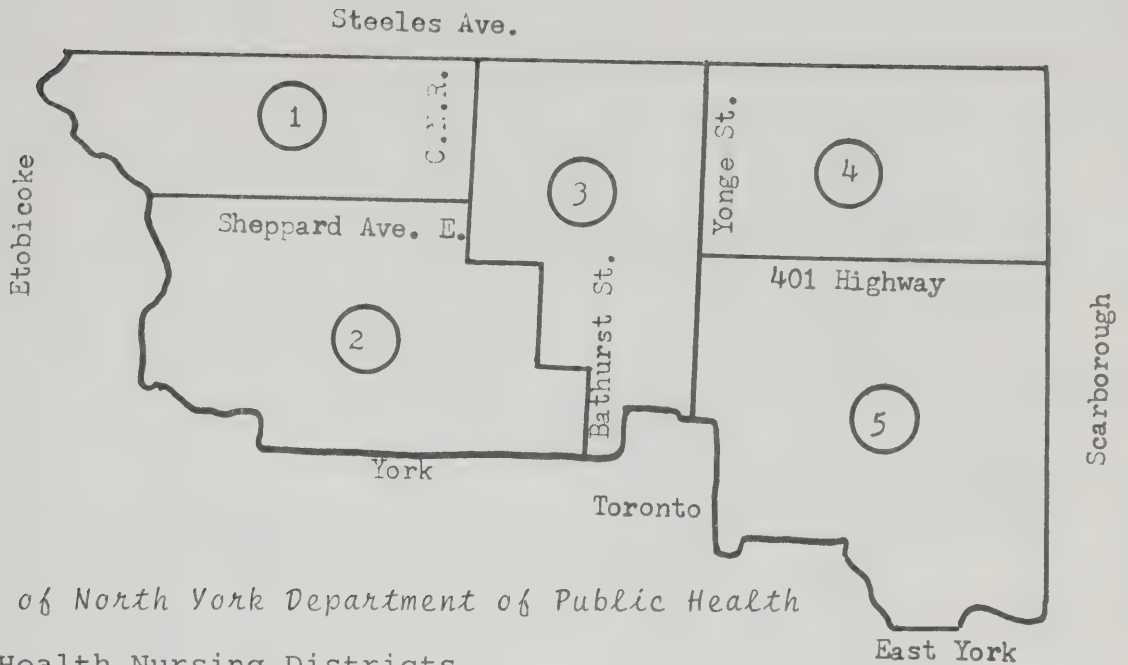 Steeles Ave.
1
C.N.R.
3
Yonge St.
4
Etobicoke
Sheppard Ave. E.
2
Bathurst St.
401 Highway
5
Scarborough
York
Toronto
of North York Department of Public Health
East York
Health Nursing Districts